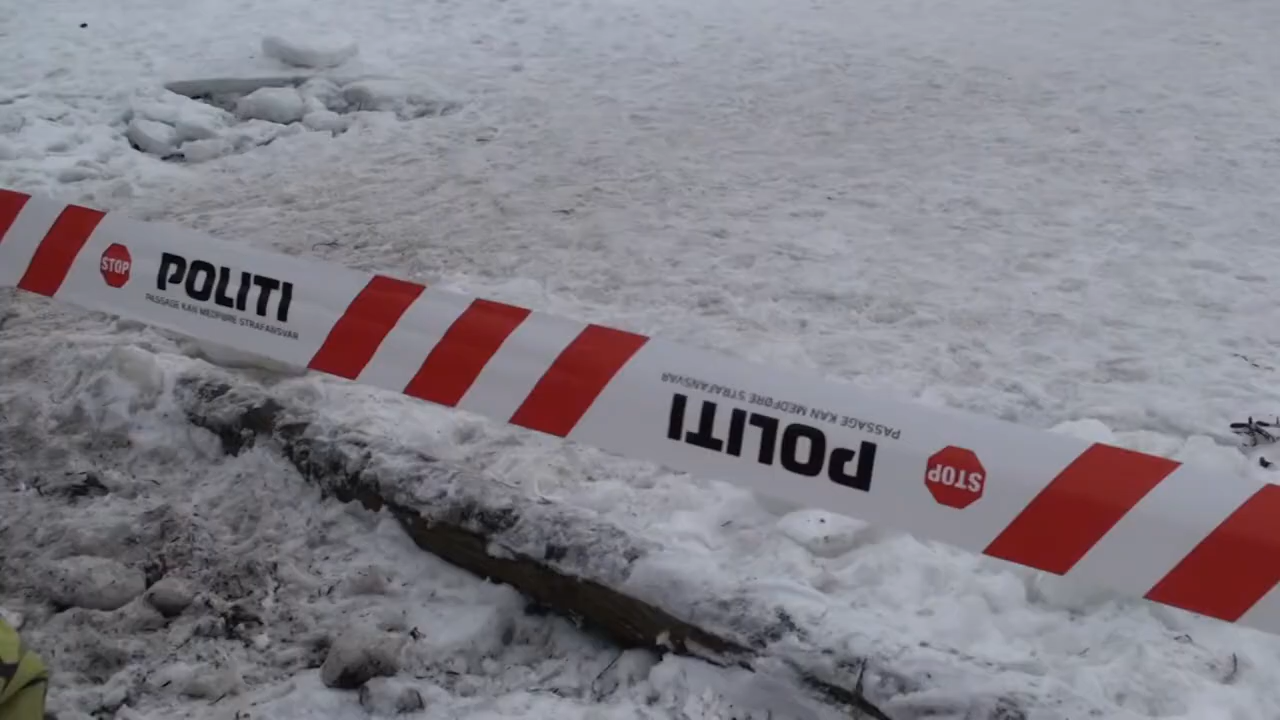 STOP
POLITI
PASSAGE KAN MEDFØRE STRAFANSVAR
STOP
POLITI
PASSAGE KAN MEDFØRE STRAFANSVAR